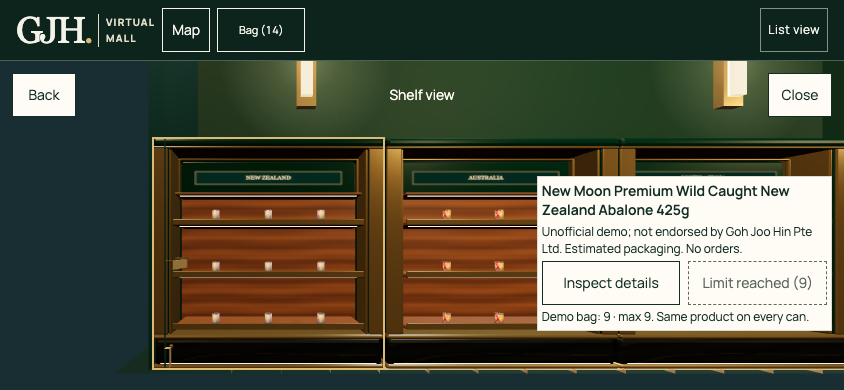 GJH.
VIRTUAL
MALL
Map
Bag (14)
List view
Back
Shelf view
Close
NEW ZEALAND
AUSTRALIA
New Moon Premium Wild Caught New
Zealand Abalone 425g
Unofficial demo; not endorsed by Goh Joo Hin Pte
Ltd. Estimated packaging. No orders.
Inspect details
Limit reached (9)
Demo bag: 9 · max 9. Same product on every can.